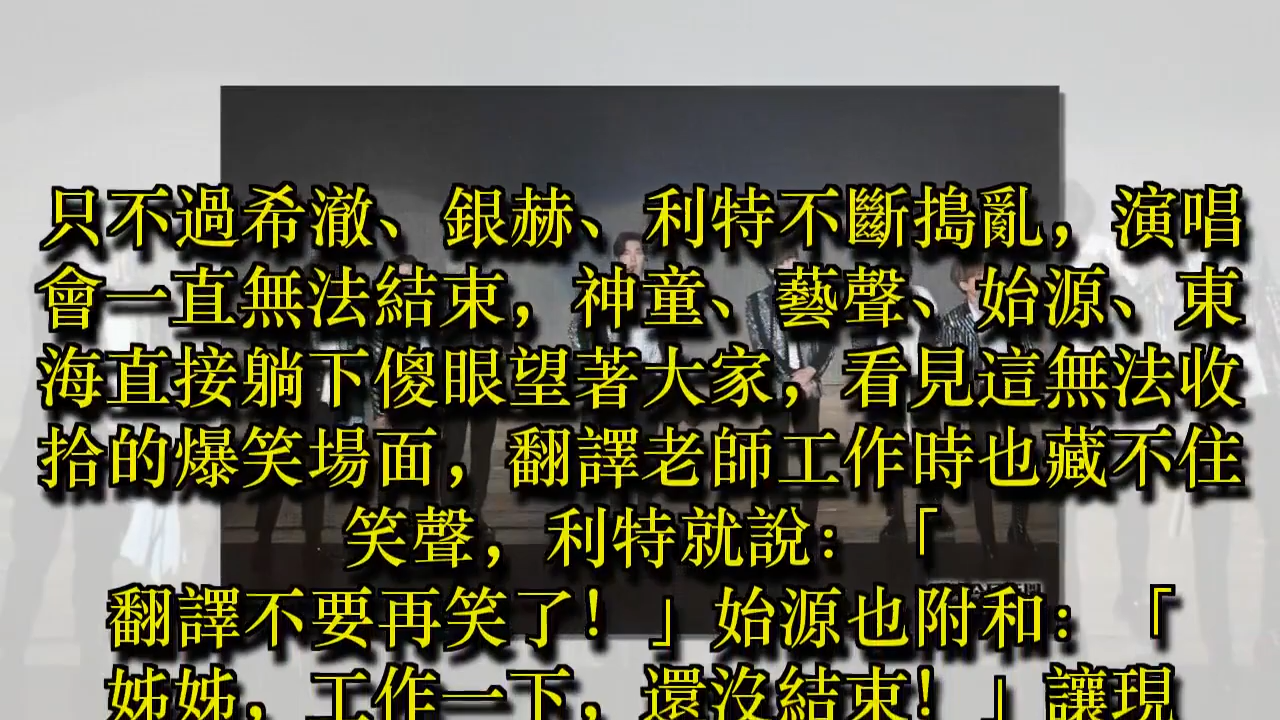 只不過希澈、銀赫、利特不斷搗亂，演唱
會一直無法結束，神童、藝聲、始源、東
海直接躺下傻眼望著大家，看見這無法收
拾的爆笑場面，翻譯老師工作時也藏不住
笑聲，利特就說：「
翻譯不要再笑了！」始源也附和：「
姊姊，工作一下，還沒結束！」讓現